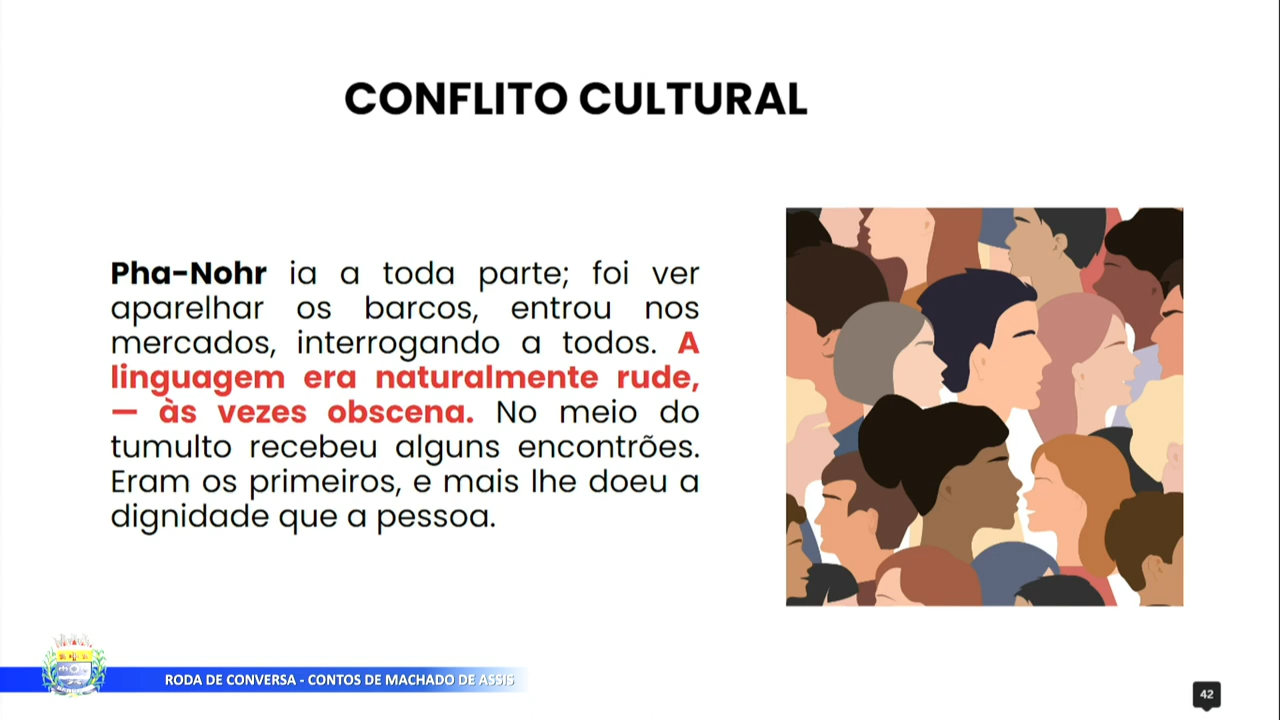 CONFLITO CULTURAL
Pha-Nohr ia a toda parte; foi ver
aparelhar os barcos, entrou nos
mercados, interrogando a todos. A
linguagem era naturalmente rude,
— às vezes obscena. No meio do
tumulto recebeu alguns encontrões.
Eram os primeiros, e mais lhe doeu a
dignidade que a pessoa.
RODA DE CONVERSA - CONTOS DE MACHADO DE ASSIS
42